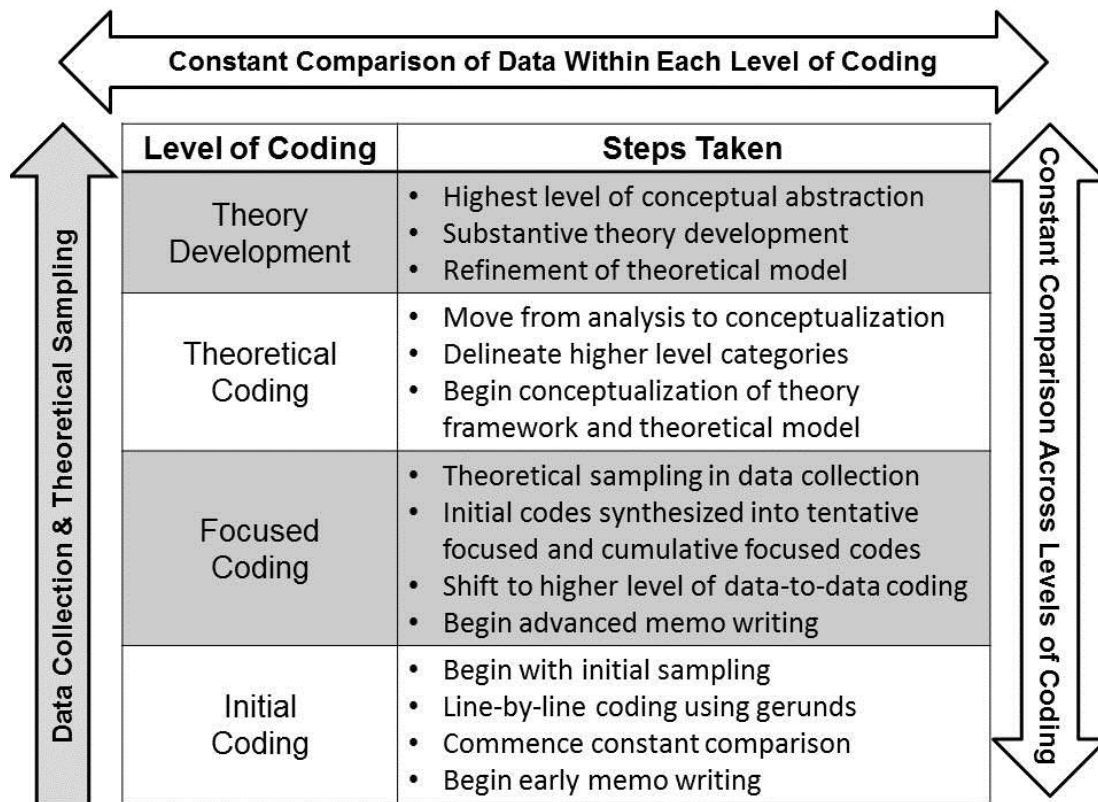 Constant Comparison of Data Within Each Level of Coding
Data Collection & Theoretical Sampling
Level of Coding
Steps Taken
Theory
Development
• Highest level of conceptual abstraction
• Substantive theory development
• Refinement of theoretical model
Theoretical
Coding
• Move from analysis to conceptualization
• Delineate higher level categories
• Begin conceptualization of theory
framework and theoretical model
Focused
Coding
• Theoretical sampling in data collection
• Initial codes synthesized into tentative
focused and cumulative focused codes
• Shift to higher level of data-to-data coding
• Begin advanced memo writing
Initial
Coding
• Begin with initial sampling
• Line-by-line coding using gerunds
• Commence constant comparison
• Begin early memo writing
Constant Comparison Across Levels of Coding